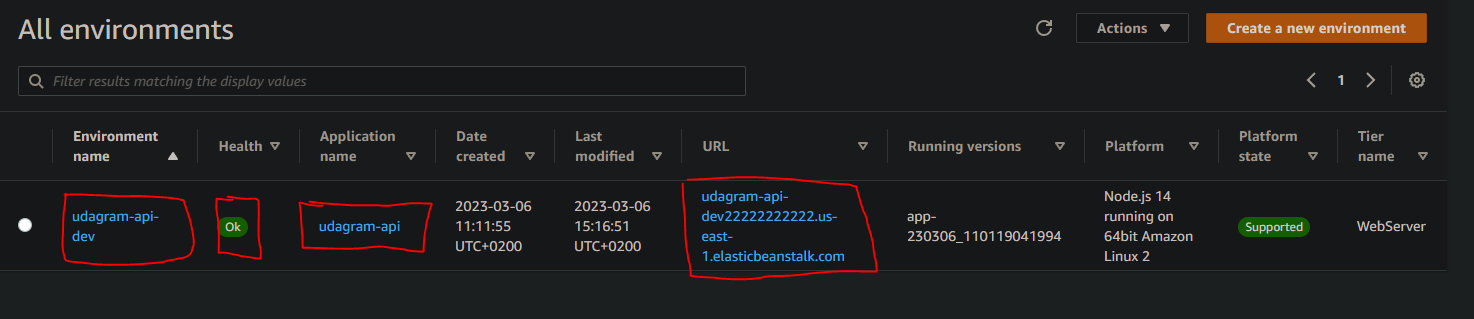 All environments
Actions
Create a new environment
Filter results matching the display values
1
Environment name
Health
Application name
Date created
Last modified
URL
Running versions
Platform
Platform state
Tier name
udagram-api-
dev
Ok
udagram-api
2023-03-06
11:11:55
UTC+0200
2023-03-06
15:16:51
UTC+0200
udagram-api-
dev22222222222.us-
east-
1.elasticbeanstalk.com
app-
230306_110119041994
Node.js 14
running on
64bit Amazon
Linux 2
Supported
WebServer